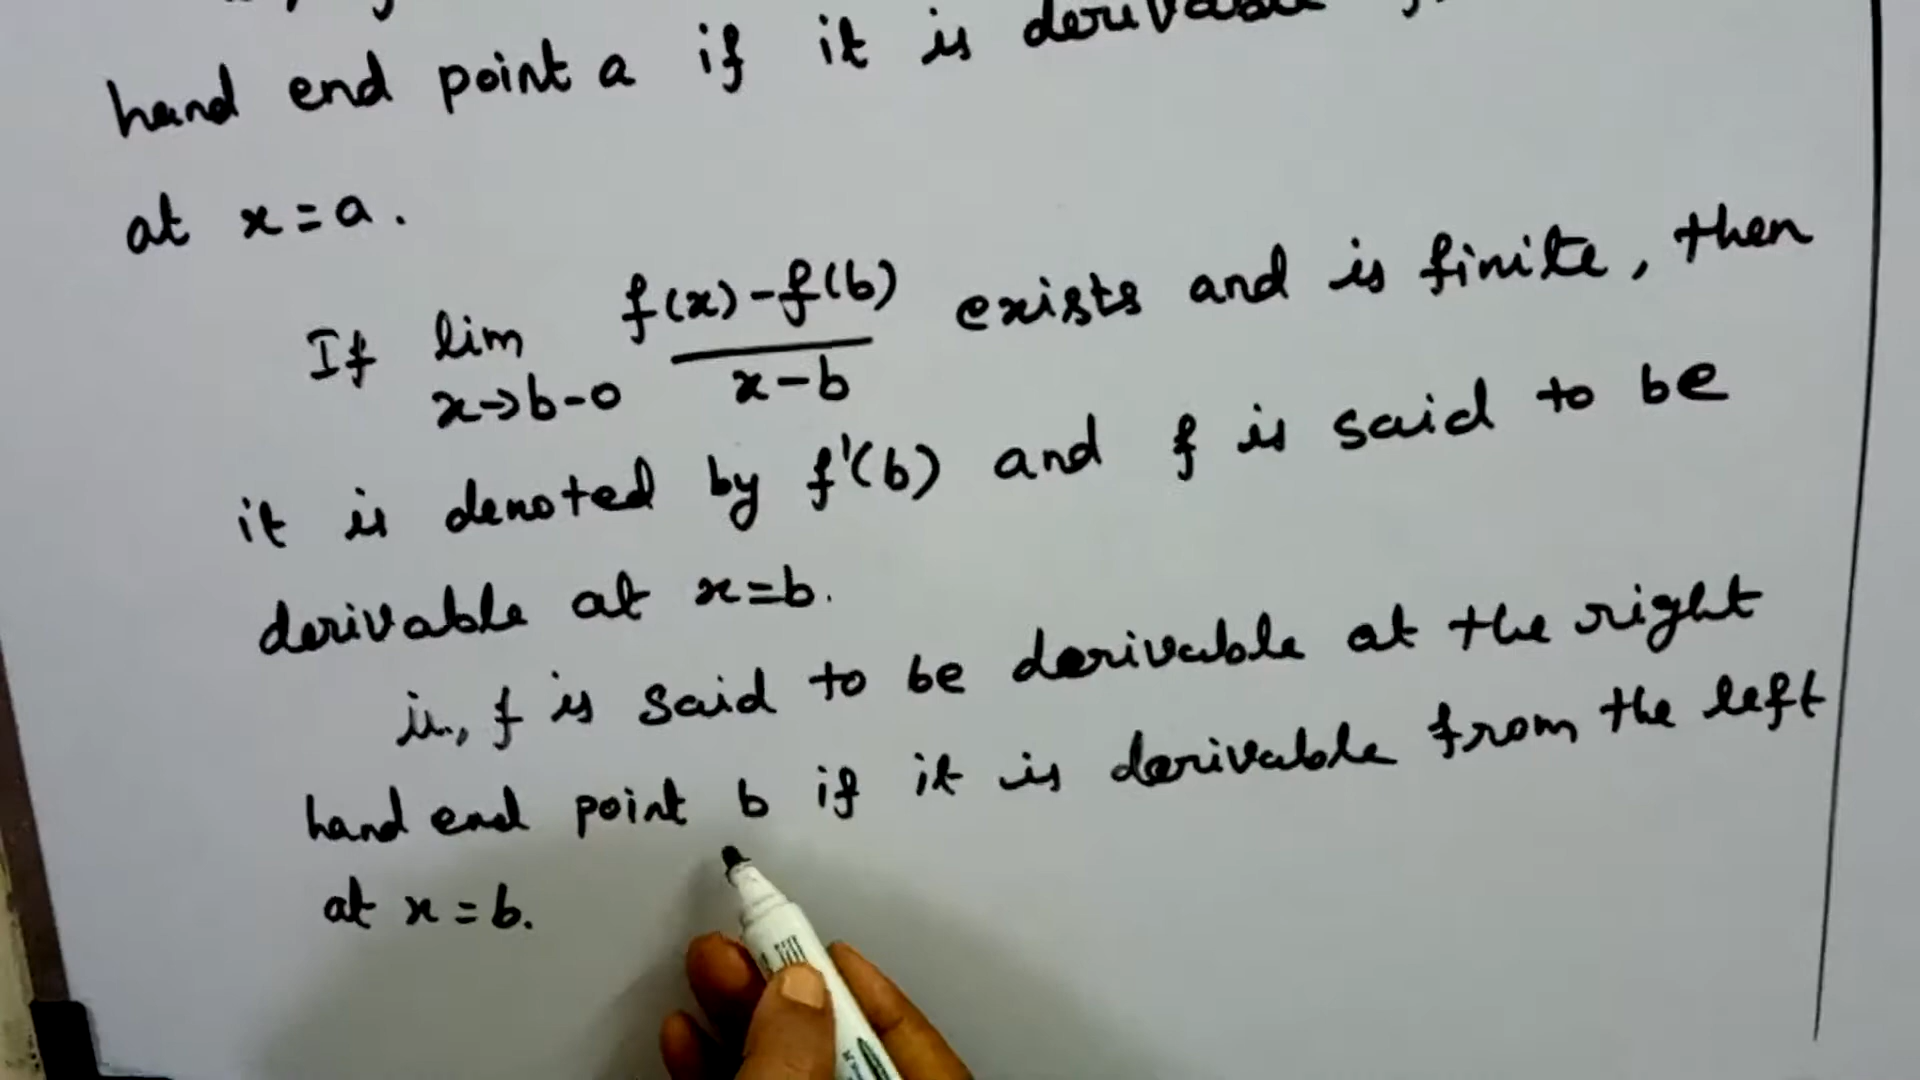 hand end point a if it is derivable
at x=a.
If lim x→b-0 f(x)-f(b) / x-b exists and is finite, then
it is denoted by f'(b) and f is said to be
derivable at x=b.
ie., f is said to be derivable at the right
hand end point b if it is derivable from the left
at x=b.